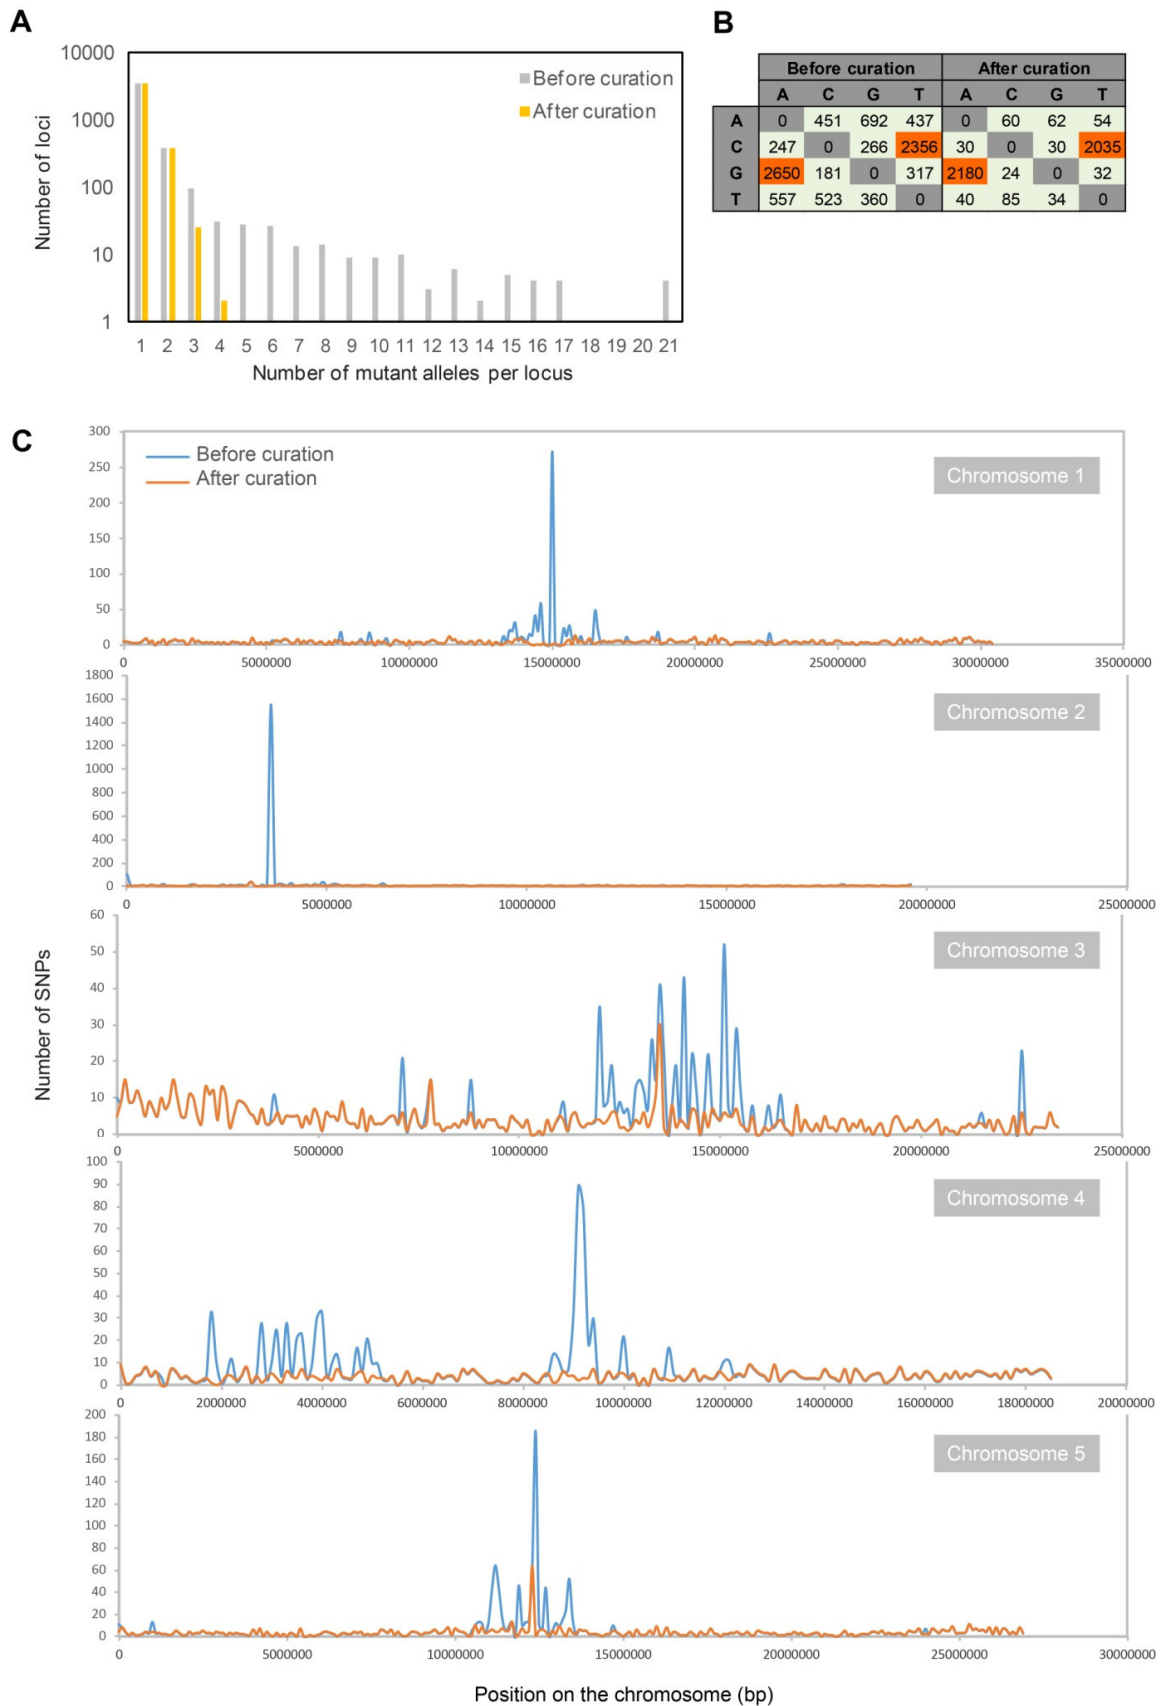 A
10000
1000
100
10
1
Number of loci
Before curation
After curation
1 2 3 4 5 6 7 8 9 10 11 12 13 14 15 16 17 18 19 20 21
Number of mutant alleles per locus
B
Before curation After curation
A C G T A C G T
A 0 451 692 437 0 60 62 54
C 247 0 266 2356 30 0 30 2035
G 2650 181 0 317 2180 24 0 32
T 557 523 360 0 40 85 34 0
C
Number of SNPs
300
250
200
150
100
50
0
Before curation
After curation
Chromosome 1
0 5000000 10000000 15000000 20000000 25000000 30000000 35000000
1800
1600
1400
1200
1000
800
600
400
200
0
Chromosome 2
0 5000000 10000000 15000000 20000000 25000000
60
50
40
30
20
10
0
Chromosome 3
0 5000000 10000000 15000000 20000000 25000000
100
90
80
70
60
50
40
30
20
10
0
Chromosome 4
0 2000000 4000000 6000000 8000000 10000000 12000000 14000000 16000000 18000000 20000000
200
180
160
140
120
100
80
60
40
20
0
Chromosome 5
0 5000000 10000000 15000000 20000000 25000000 30000000
Position on the chromosome (bp)